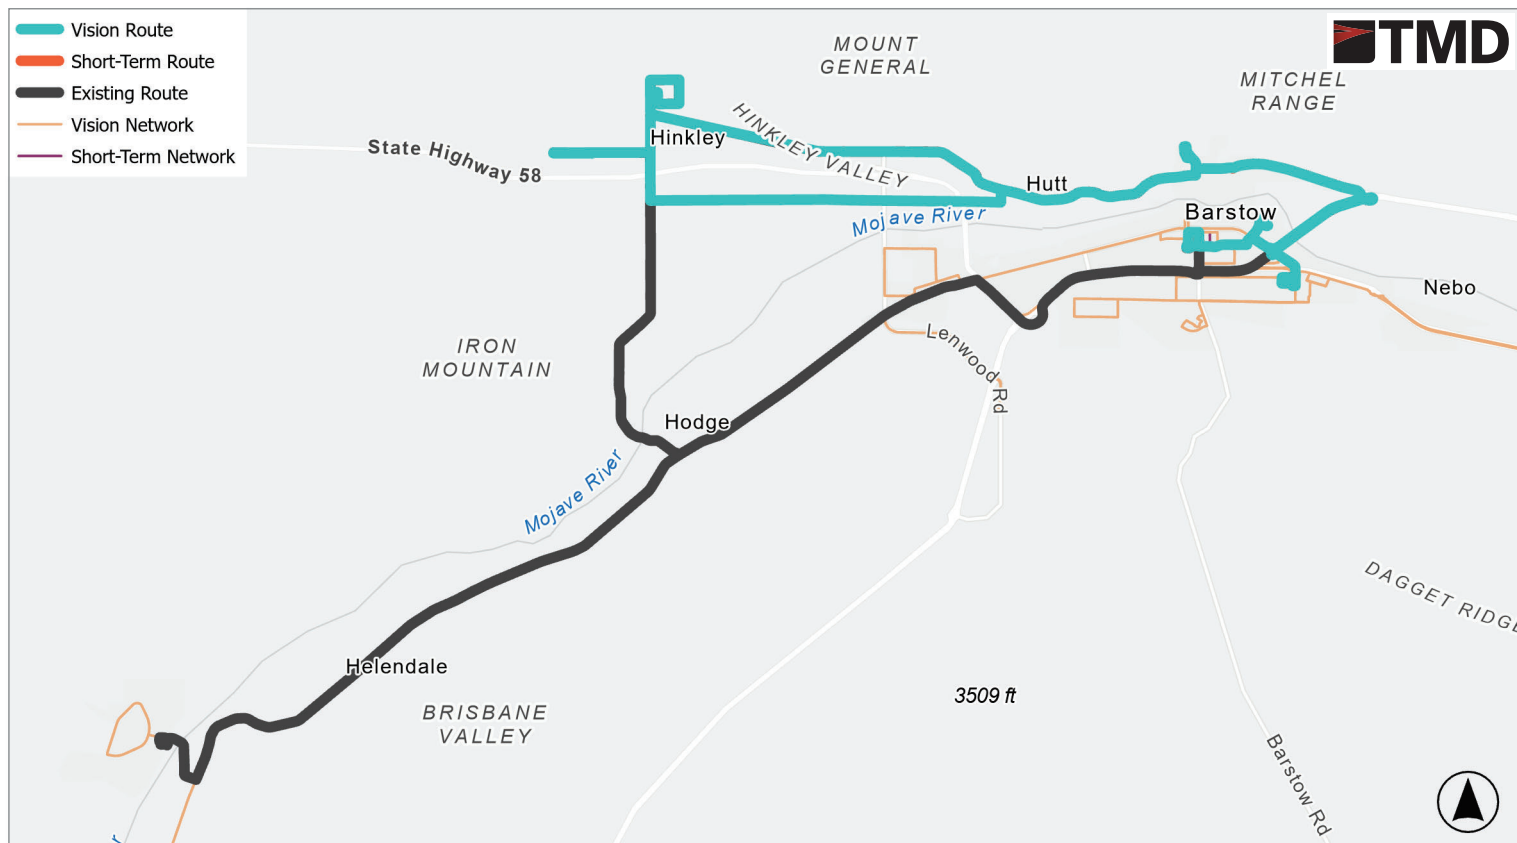 Vision Route
Short-Term Route
Existing Route
Vision Network
Short-Term Network
TMD
MOUNT
GENERAL
MITCHEL
RANGE
HINKLEY VALLEY
Hinkley
State Highway 58
Hutt
Mojave River
Barstow
Nebo
IRON
MOUNTAIN
Lenwood Rd
Hodge
Mojave River
DAGGET RIDGE
Helendale
3509 ft
BRISBANE
VALLEY
Barstow Rd
r